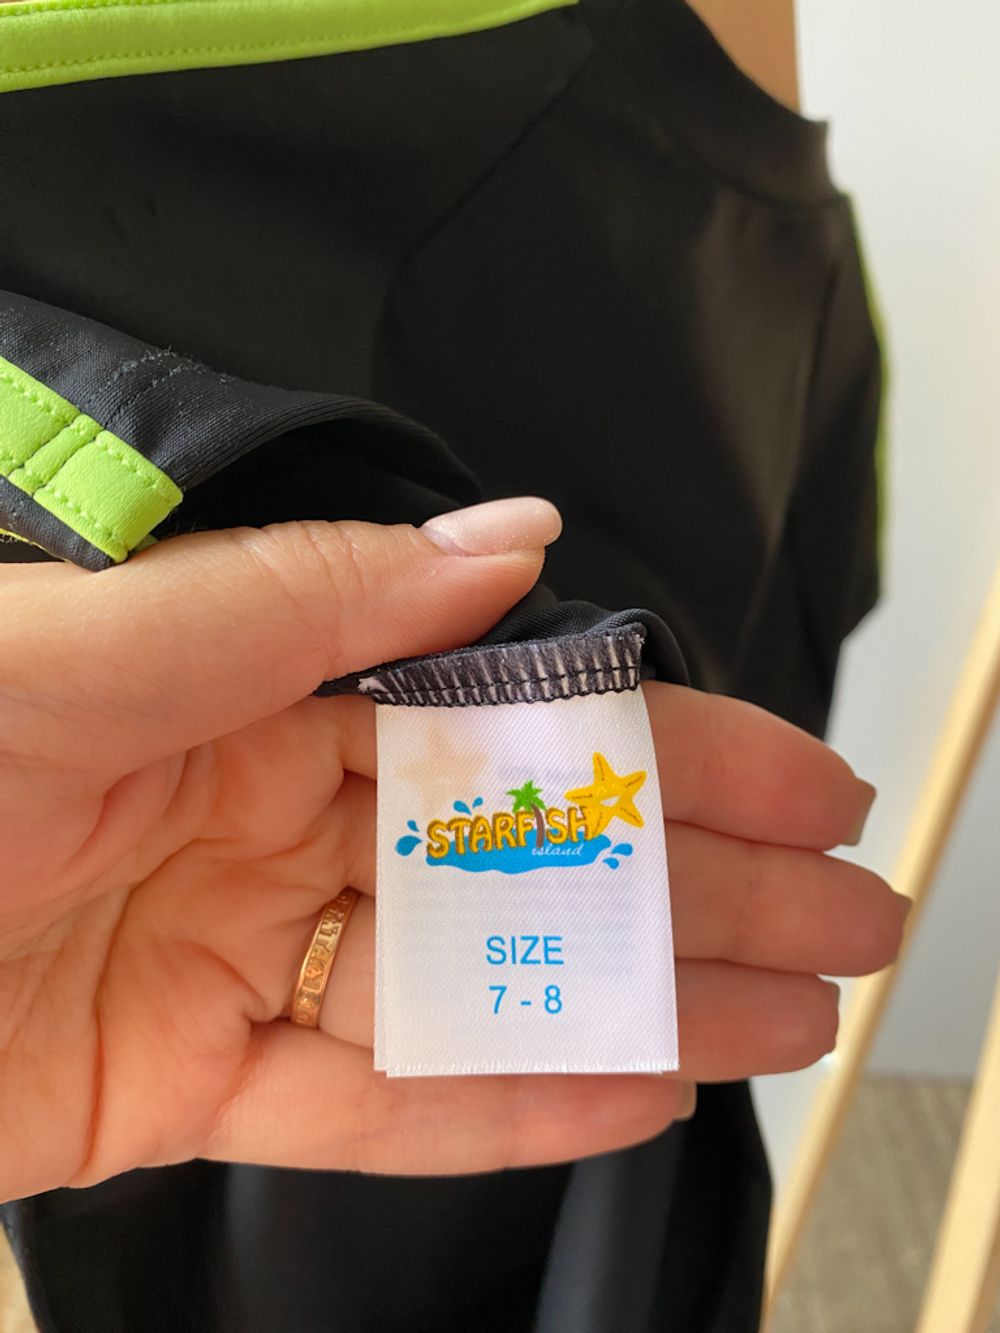 STARFISH
island
SIZE
7 - 8